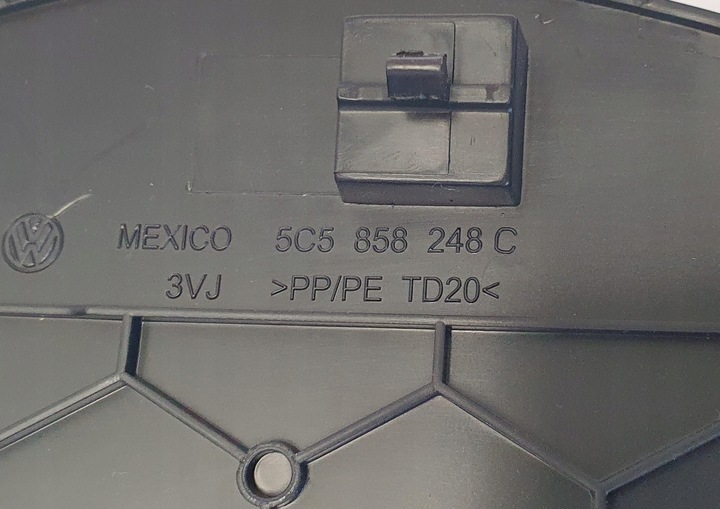 MEXICO 5C5 858 248 C
3VJ >PP/PE TD20<